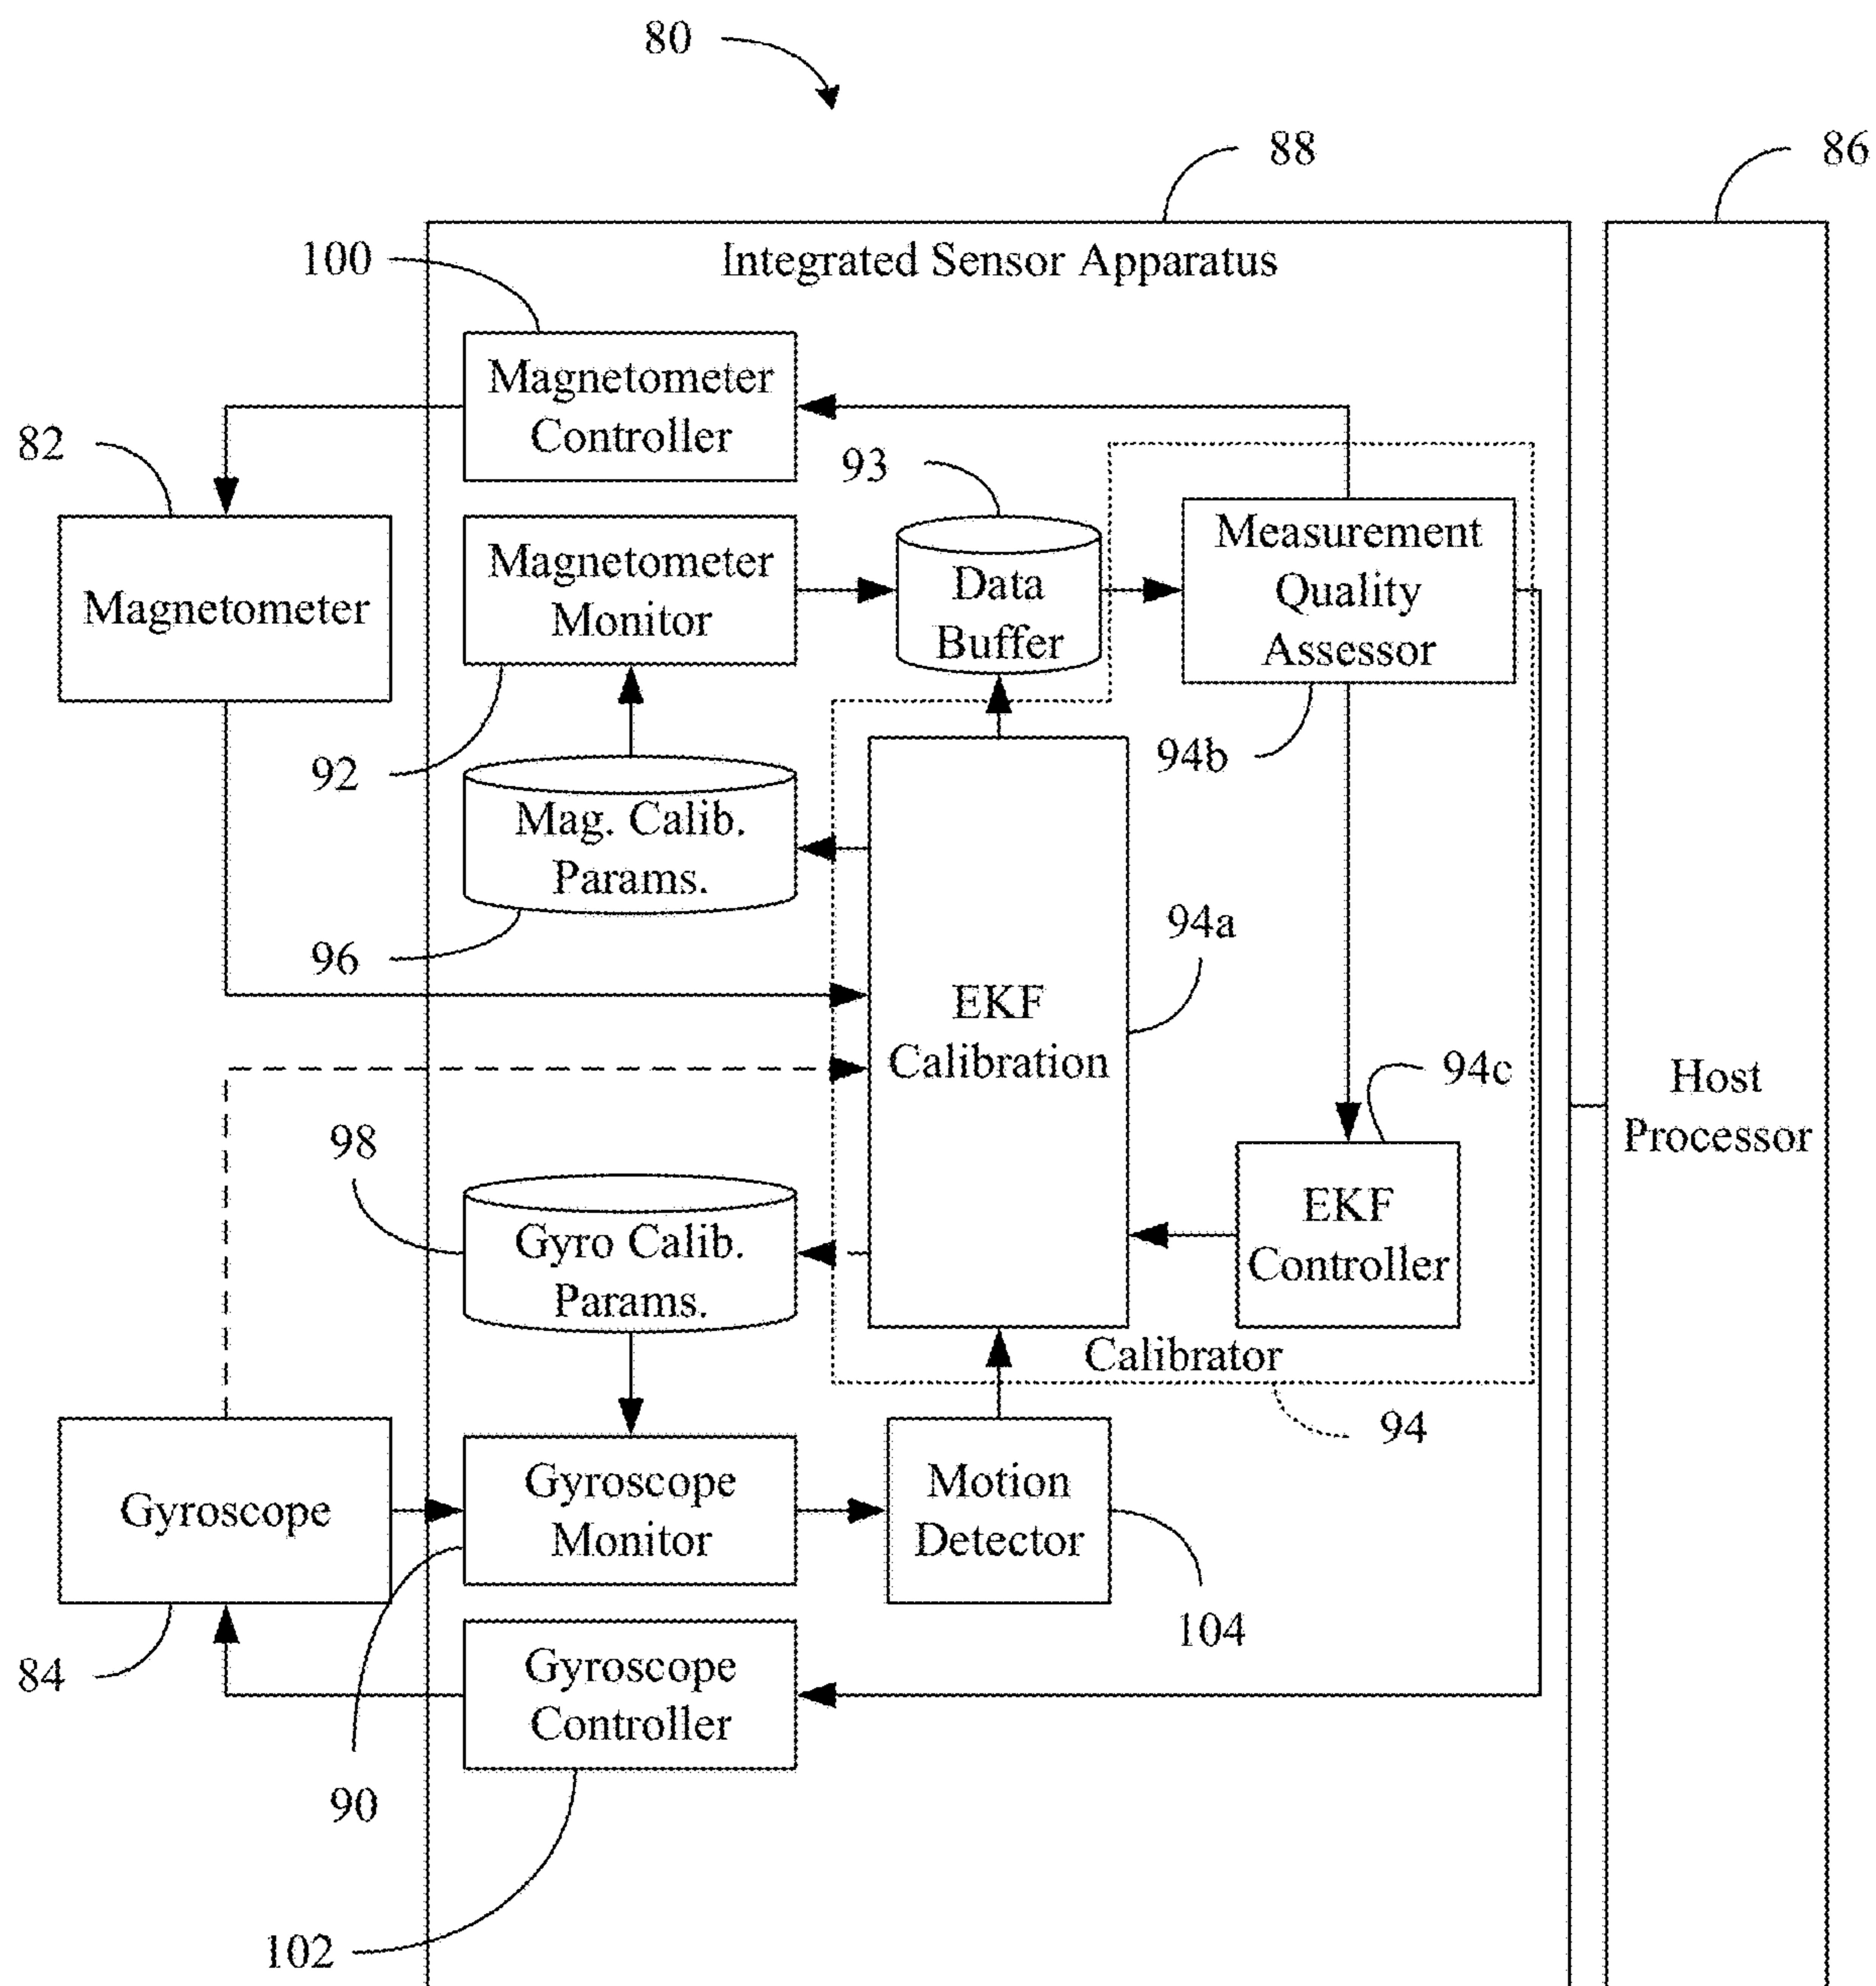 80
88
86
100
Integrated Sensor Apparatus
Magnetometer
Controller
82
93
Magnetometer
Magnetometer
Monitor
Data
Buffer
Measurement
Quality
Assessor
92
94b
Mag. Calib.
Params.
96
94a
EKF
Calibration
94c
Host
Processor
98
Gyro Calib.
Params.
EKF
Controller
Calibrator
94
Gyroscope
Gyroscope
Monitor
Motion
Detector
104
84
Gyroscope
Controller
90
102